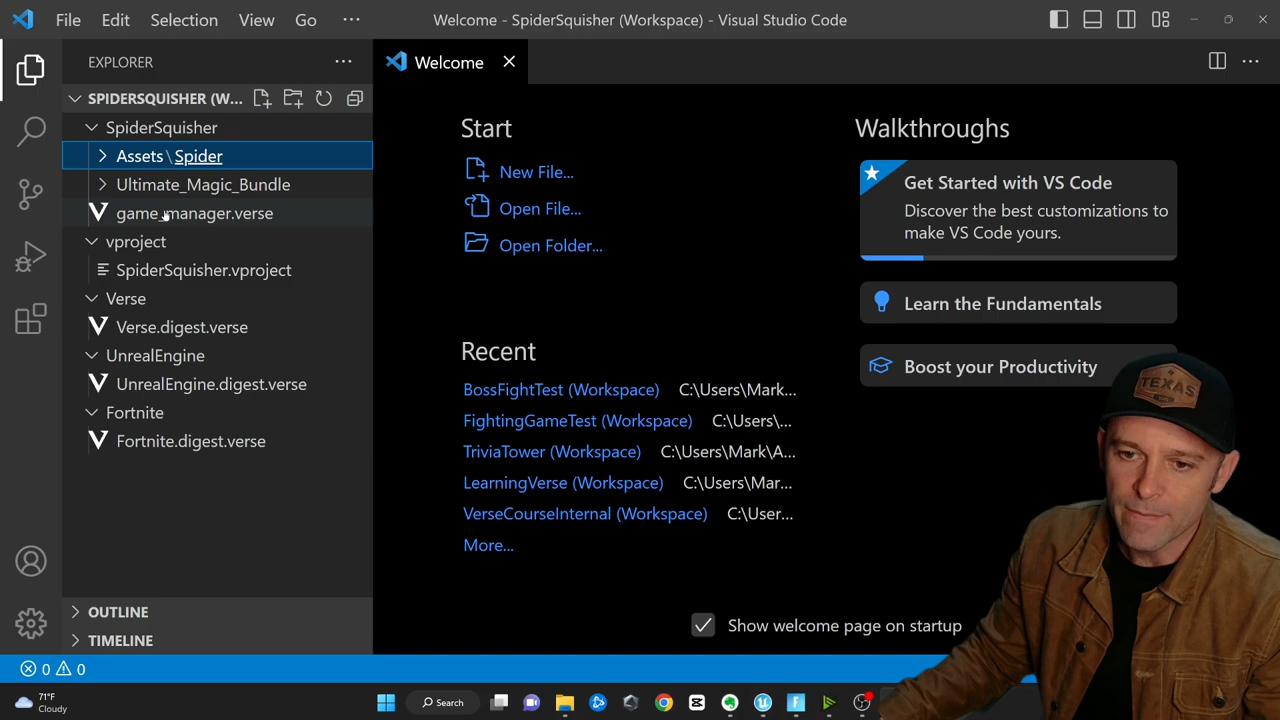 File Edit Selection View Go ··· Welcome - SpiderSquisher (Workspace) - Visual Studio Code
EXPLORER ···
Welcome
SPIDERSQUISHER (W...
SpiderSquisher
Assets\Spider
Ultimate_Magic_Bundle
game_manager.verse
vproject
SpiderSquisher.vproject
Verse
Verse.digest.verse
UnrealEngine
UnrealEngine.digest.verse
Fortnite
Fortnite.digest.verse
OUTLINE
TIMELINE
Start
New File...
Open File...
Open Folder...
Recent
BossFightTest (Workspace) C:\Users\Mark...
FightingGameTest (Workspace) C:\Users\...
TriviaTower (Workspace) C:\Users\Mark\A...
LearningVerse (Workspace) C:\Users\Mar...
VerseCourseInternal (Workspace) C:\User...
More...
Walkthroughs
Get Started with VS Code
Discover the best customizations to
make VS Code yours.
Learn the Fundamentals
Boost your Productivity
TEXAS
Show welcome page on startup
0 0
71°F
Cloudy
Search